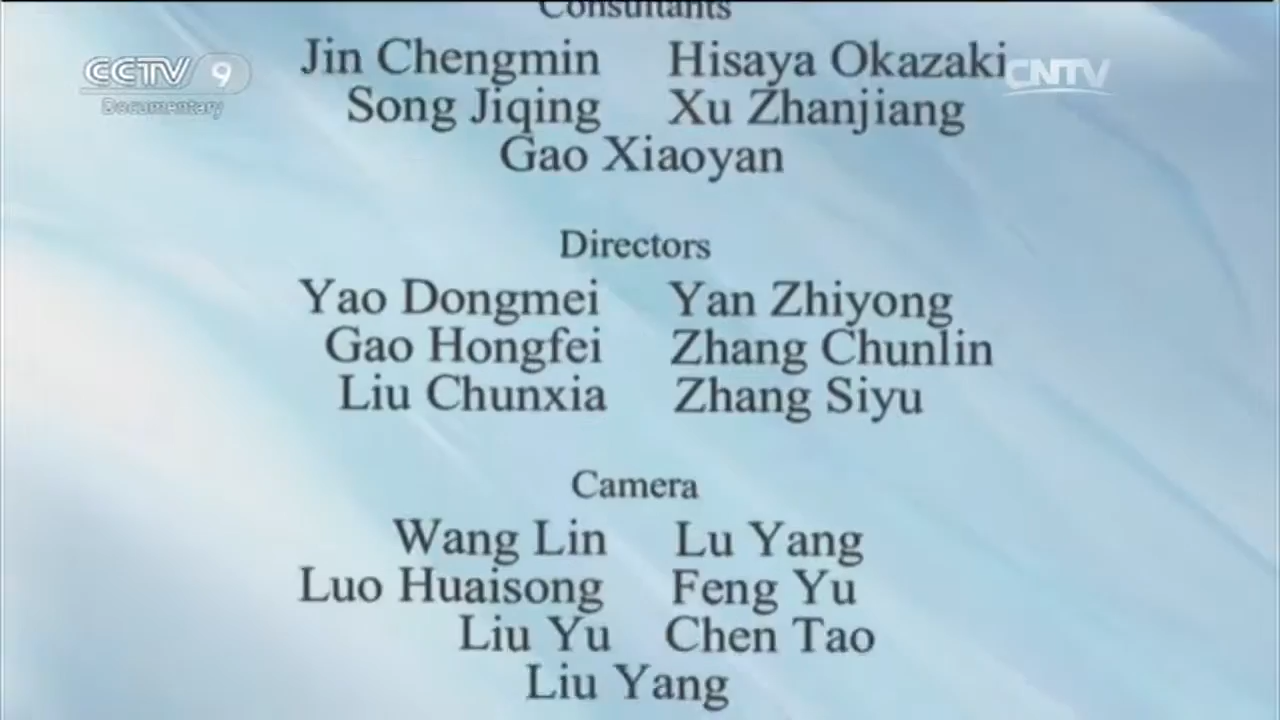 Consultants
CCTV 9
Documentary
CNTV
Jin Chengmin Hisaya Okazaki
Song Jiqing Xu Zhanjiang
Gao Xiaoyan
Directors
Yao Dongmei Yan Zhiyong
Gao Hongfei Zhang Chunlin
Liu Chunxia Zhang Siyu
Camera
Wang Lin Lu Yang
Luo Huaisong Feng Yu
Liu Yu Chen Tao
Liu Yang